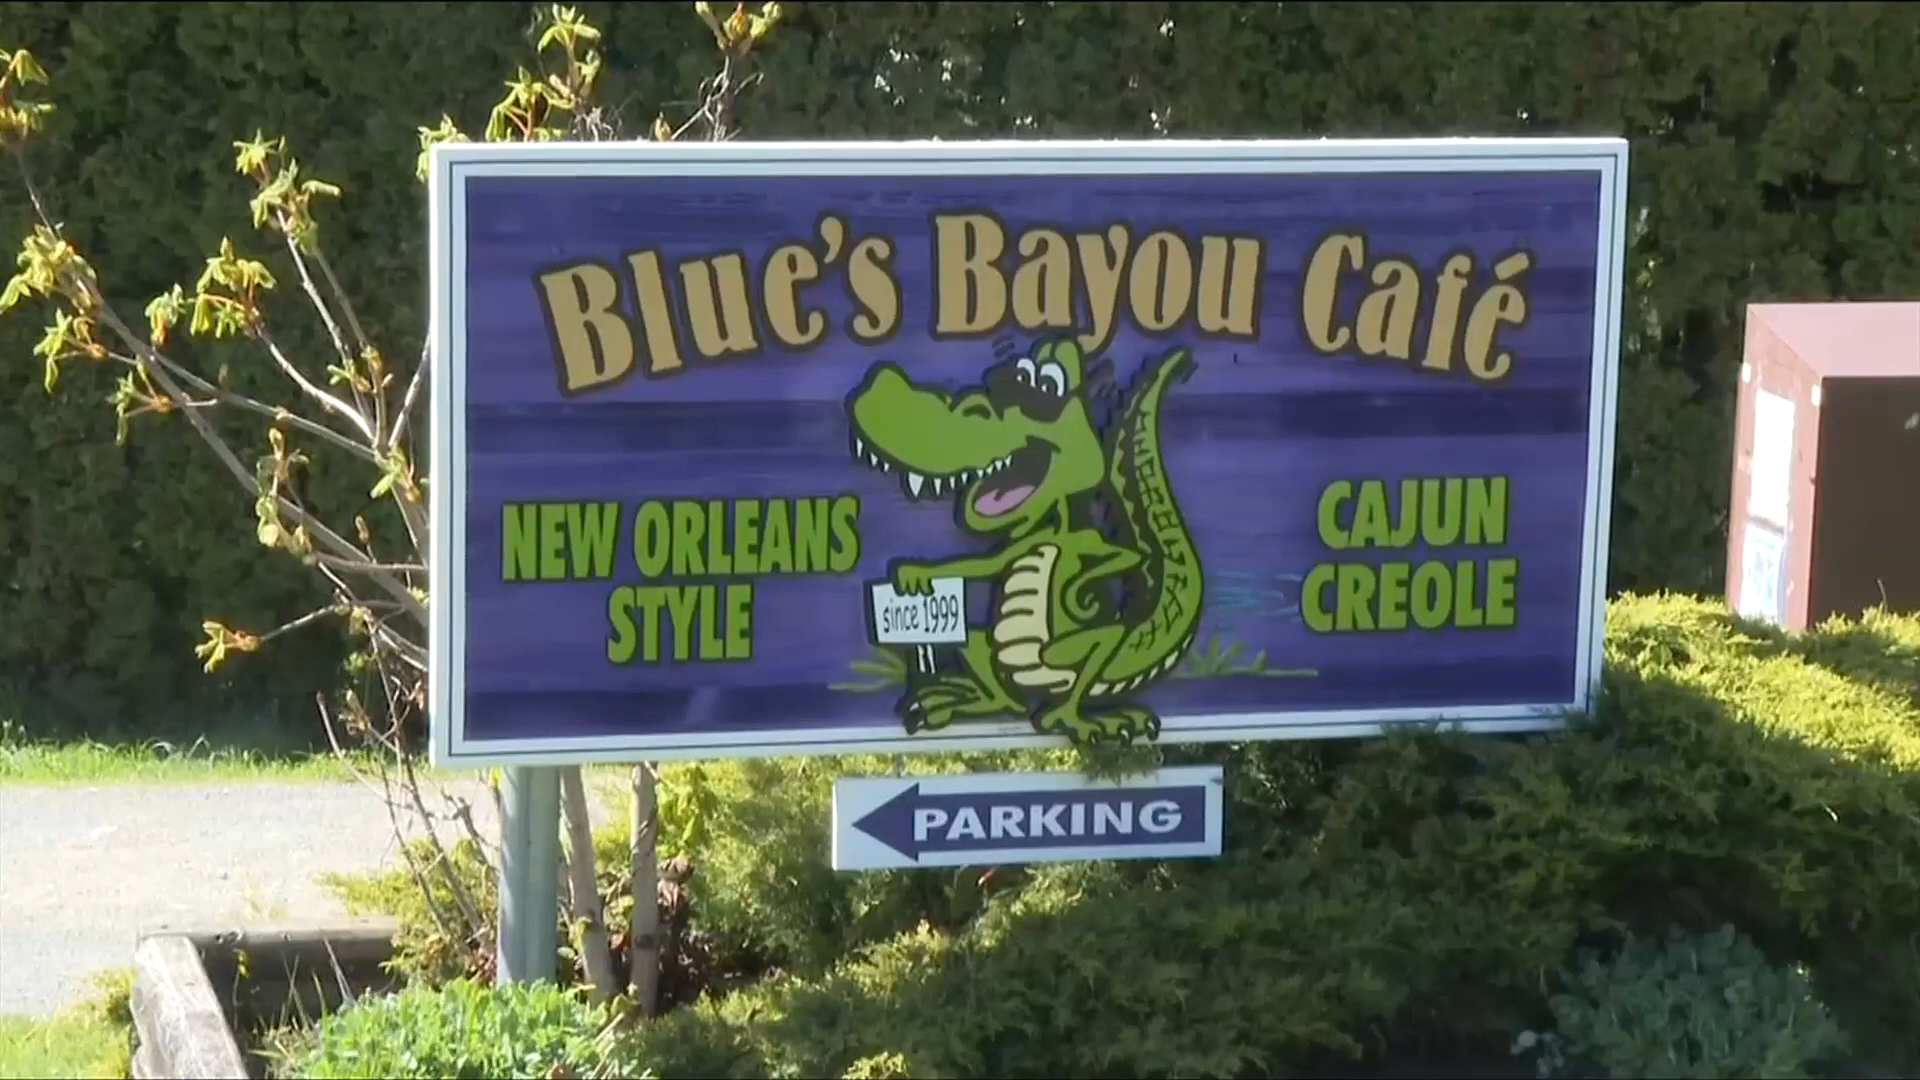 Blue's Bayou Café
NEW ORLEANS
STYLE
since 1999
CAJUN
CREOLE
PARKING